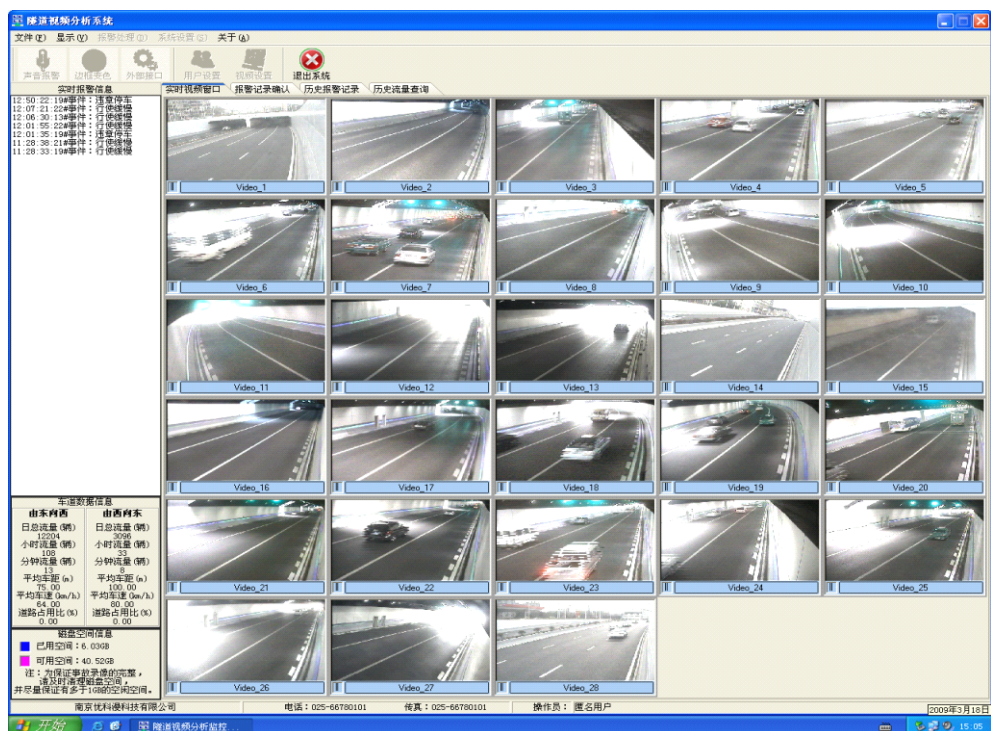 隧道视频分析系统
文件(F) 显示(V) 报警处理(D) 系统设置(S) 关于(A)
声音报警 边框变色 外部接口 用户设置 视频设置 退出系统
实时报警信息
实时视频窗口 报警记录确认 历史报警记录 历史流量查询
12:50:22:19#事件：违章停车
12:07:21:22#事件：行使缓慢
12:06:30:13#事件：行使缓慢
12:01:55:22#事件：行使缓慢
12:01:35:19#事件：违章停车
11:28:38:21#事件：行使缓慢
11:28:33:19#事件：行使缓慢
Video_1 Video_2 Video_3 Video_4 Video_5
Video_6 Video_7 Video_8 Video_9 Video_10
Video_11 Video_12 Video_13 Video_14 Video_15
Video_16 Video_17 Video_18 Video_19 Video_20
Video_21 Video_22 Video_23 Video_24 Video_25
Video_26 Video_27 Video_28
车道数据信息
由东向西 由西向东
日总流量(辆) 日总流量(辆)
12204 3096
小时流量(辆) 小时流量(辆)
108 33
分钟流量(辆) 分钟流量(辆)
13 8
平均车距(m) 平均车距(m)
75.00 100.00
平均车速(km/h) 平均车速(km/h)
64.00 80.00
道路占用比(%) 道路占用比(%)
0.00 0.00
磁盘空间信息
已用空间：6.03GB
可用空间：40.52GB
注：为保证事故录像的完整，
请及时清理磁盘空间，
并尽量保证有多于1GB的空闲空间。
南京优科漫科技有限公司 电话：025-66780101 传真：025-66780101 操作员： 匿名用户
2009年3月18日
开始 隧道视频分析监控... 15:05